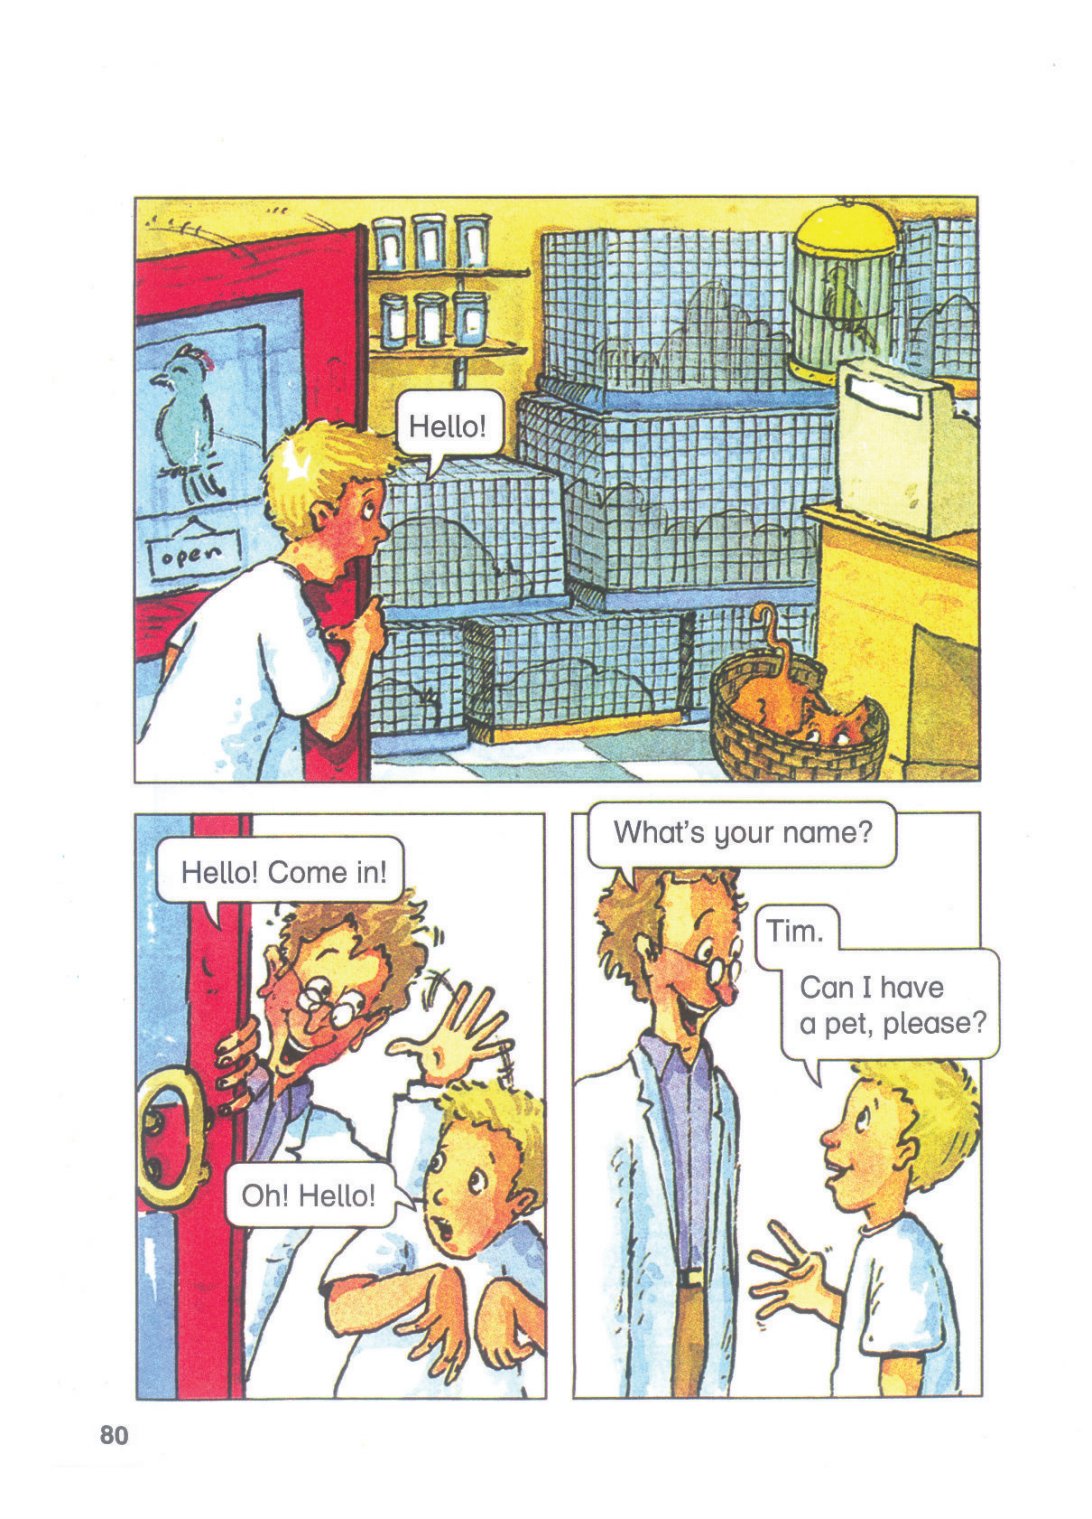 Hello!
open
Hello! Come in!
Oh! Hello!
What's your name?
Tim.
Can I have
a pet, please?
80